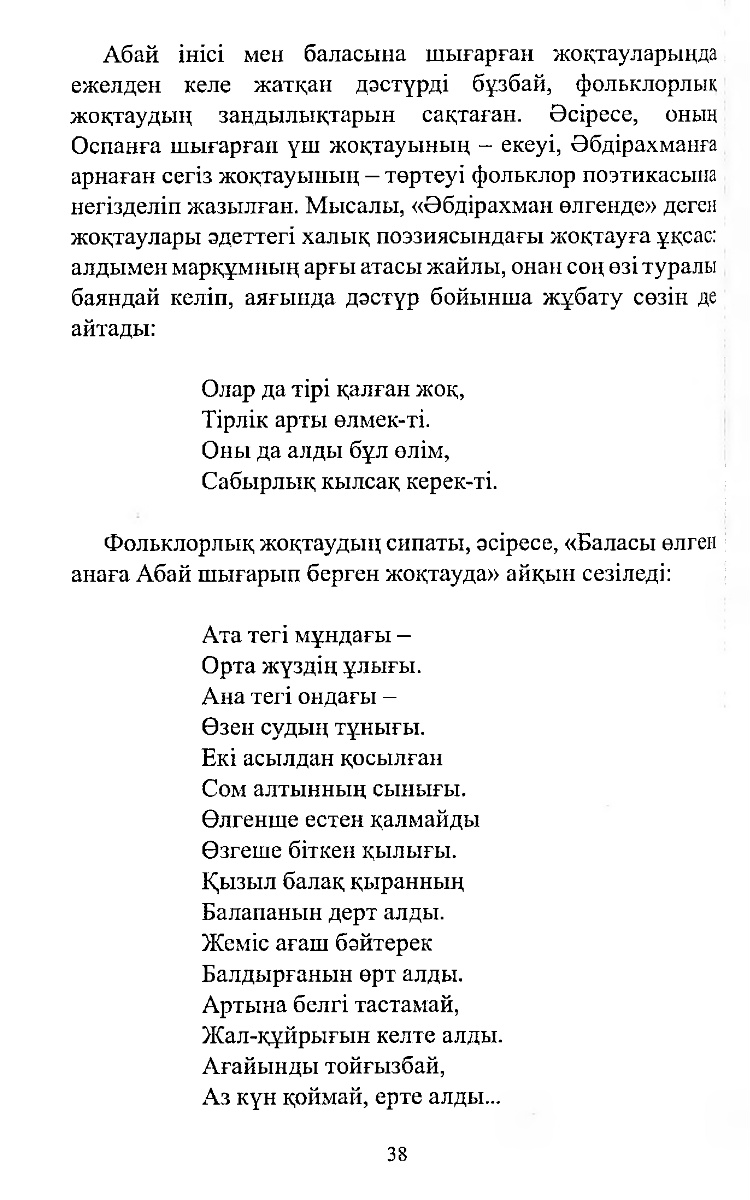 Абай інісі мен баласына шығарған жоқтауларында
ежелден келе жатқан дәстүрді бұзбай, фольклорлық
жоқтаудың зандылықтарын сақтаған. Әсіресе, оның
Оспанға шығарған үш жоқтауының – екеуі, Әбдірахманға
арнаған сегіз жоқтауының – төртеуі фольклор поэтикасына
негізделіп жазылған. Мысалы, «Әбдірахман өлгенде» деген
жоқтаулары әдеттегі халық поэзиясындағы жоқтауға ұқсас:
алдымен марқұмның арғы атасы жайлы, онан соң өзі туралы
баяндай келіп, аяғында дәстүр бойынша жұбату сөзін де
айтады:
Олар да тірі қалған жоқ,
Тірлік арты өлмек-ті.
Оны да алды бұл өлім,
Сабырлық кылсақ керек-ті.
Фольклорлық жоқтаудың сипаты, әсіресе, «Баласы өлген
анаға Абай шығарып берген жоқтауда» айқын сезіледі:
Ата тегі мұндағы –
Орта жүздің ұлығы.
Ана тегі ондағы –
Өзен судың тұнығы.
Екі асылдан қосылған
Сом алтынның сынығы.
Өлгенше естен қалмайды
Өзгеше біткен қылығы.
Қызыл балақ қыранның
Балапанын дерт алды.
Жеміс ағаш бәйтерек
Балдырғанын өрт алды.
Артына белгі тастамай,
Жал-құйрығын келте алды.
Ағайынды тойғызбай,
Аз күн қоймай, ерте алды...
38